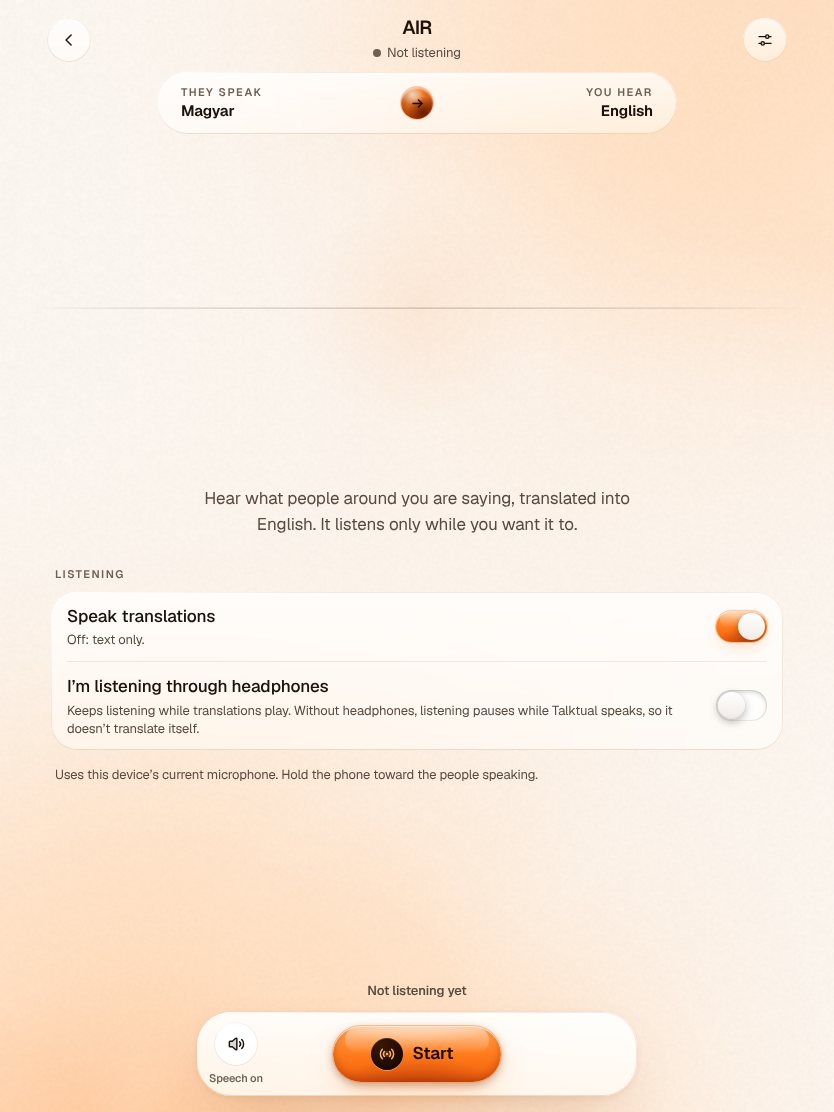 AIR
Not listening
THEY SPEAK
Magyar
YOU HEAR
English
Hear what people around you are saying, translated into
English. It listens only while you want it to.
LISTENING
Speak translations
Off: text only.
I’m listening through headphones
Keeps listening while translations play. Without headphones, listening pauses while Talktual speaks, so it
doesn’t translate itself.
Uses this device’s current microphone. Hold the phone toward the people speaking.
Not listening yet
Speech on
Start